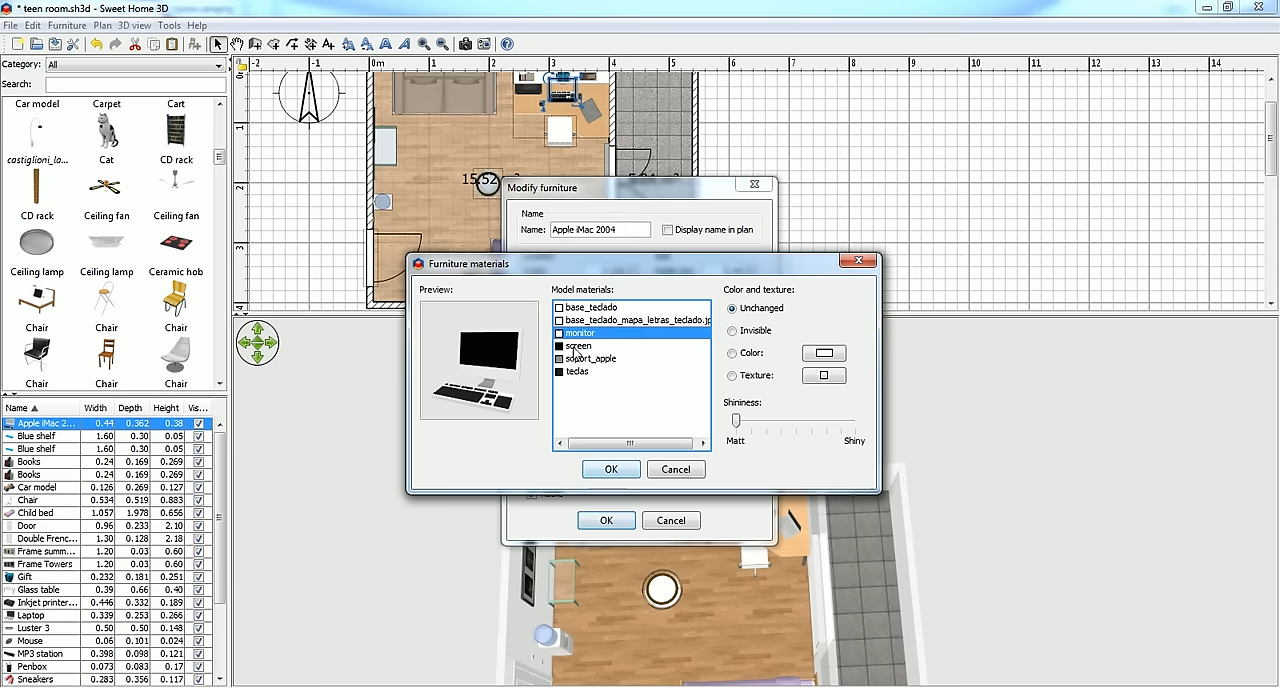 * teen room.sh3d - Sweet Home 3D
File Edit Furniture Plan 3D view Tools Help
Category: All
Search:
Car model Carpet Cart
castiglioni_la... Cat CD rack
CD rack Ceiling fan Ceiling fan
Ceiling lamp Ceiling lamp Ceramic hob
Chair Chair Chair
Chair Chair Chair
Name Width Depth Height Vis...
Apple iMac 2... 0.44 0.362 0.38
Blue shelf 1.60 0.30 0.05
Blue shelf 1.60 0.30 0.05
Books 0.24 0.169 0.269
Books 0.24 0.169 0.269
Car model 0.126 0.269 0.127
Chair 0.534 0.519 0.883
Child bed 1.057 1.978 0.656
Door 0.96 0.233 2.10
Double Frenc... 1.30 0.128 2.18
Frame summ... 1.20 0.03 0.60
Frame Towers 1.20 0.03 0.60
Gift 0.232 0.181 0.251
Glass table 0.39 0.66 0.40
Inkjet printer... 0.446 0.332 0.189
Laptop 0.339 0.253 0.266
Luster 3 0.50 0.50 0.148
Mouse 0.06 0.101 0.024
MP3 station 0.398 0.098 0.121
Penbox 0.073 0.083 0.17
Sneakers 0.283 0.356 0.117
-2 -1 0m 1 2 3 4 5 6 7 8 9 10 11 12 13 14
0
1
2
3
4
15.52
Modify furniture
Name
Name: Apple iMac 2004 Display name in plan
Furniture materials
Preview:
Model materials:
base_teclado
base_teclado_mapa_letras_teclado.jp
monitor
screen
soport_apple
teclas
Color and texture:
Unchanged
Invisible
Color:
Texture:
Shininess:
Matt Shiny
OK Cancel
OK Cancel